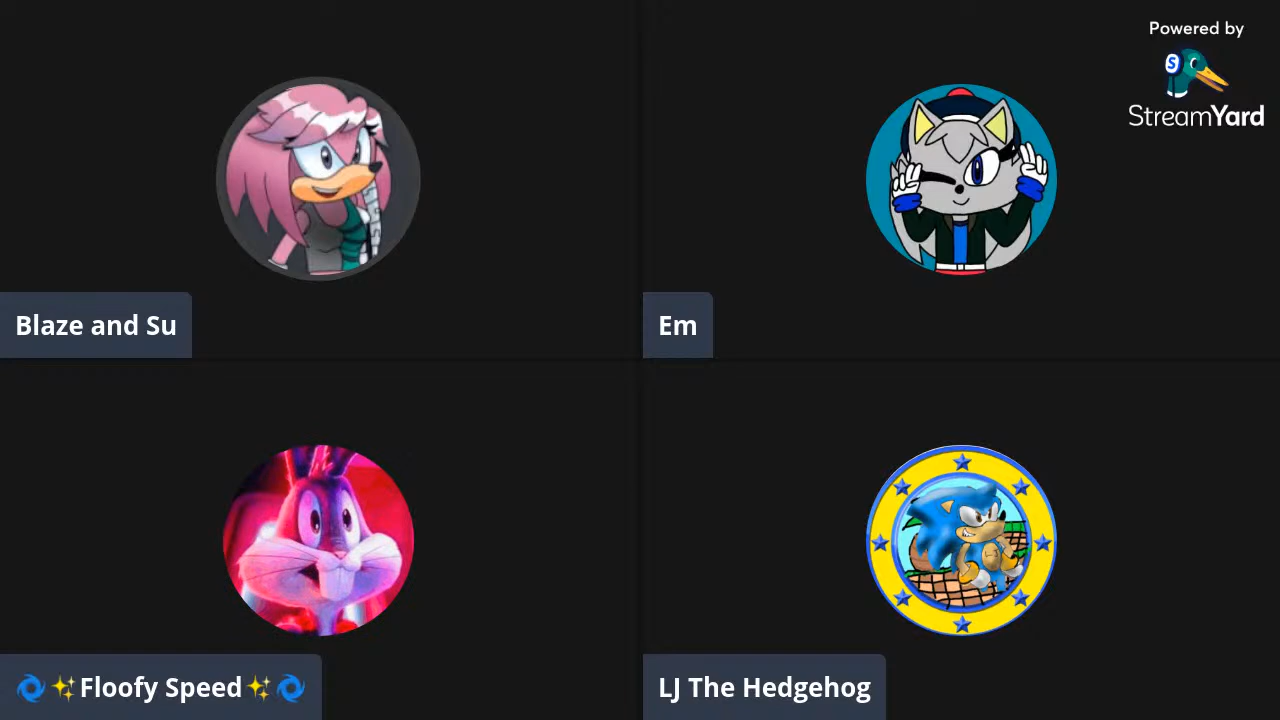 Powered by
S
StreamYard
Blaze and Su
Em
🌀✨Floofy Speed✨🌀
LJ The Hedgehog